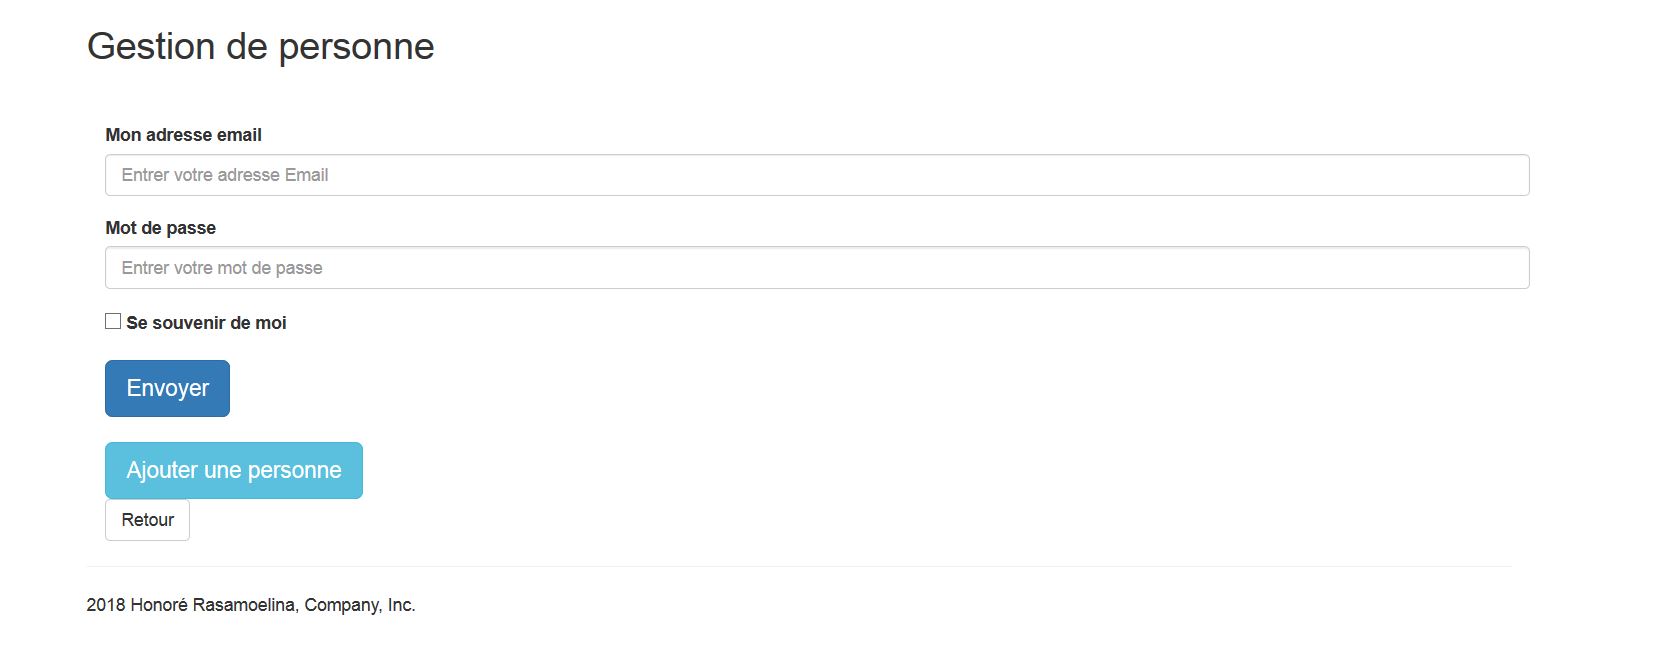 Gestion de personne
Mon adresse email
Entrer votre adresse Email
Mot de passe
Entrer votre mot de passe
Se souvenir de moi
Envoyer
Ajouter une personne
Retour
2018 Honoré Rasamoelina, Company, Inc.